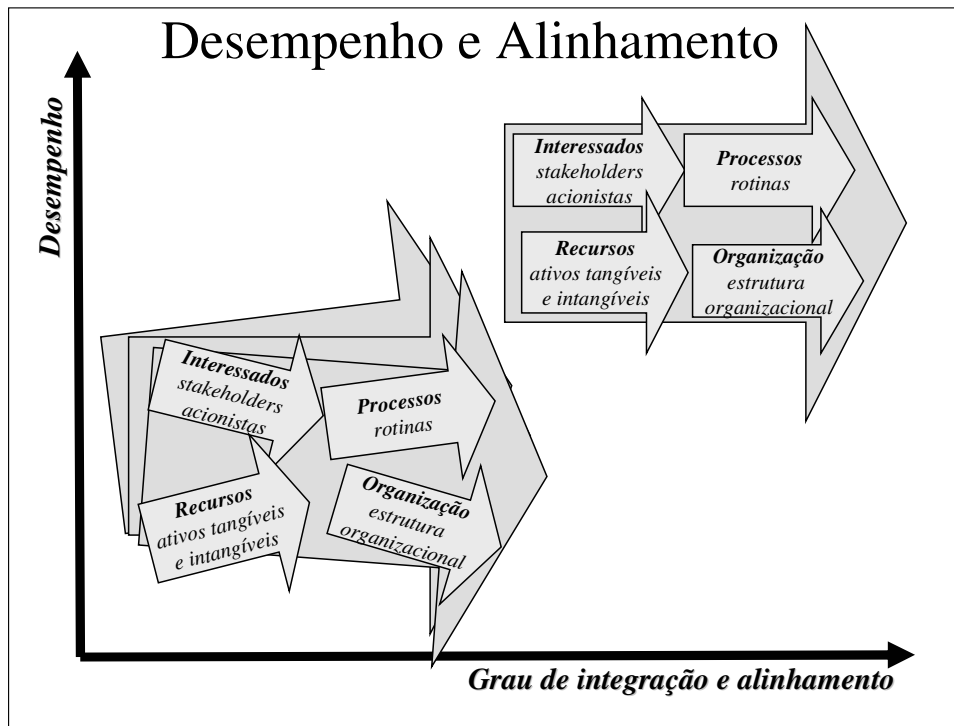 Desempenho e Alinhamento
Desempenho
Interessados
stakeholders
acionistas
Processos
rotinas
Recursos
ativos tangíveis
e intangíveis
Organização
estrutura
organizacional
Interessados
stakeholders
acionistas
Processos
rotinas
Recursos
ativos tangíveis
e intangíveis
Organização
estrutura
organizacional
Grau de integração e alinhamento